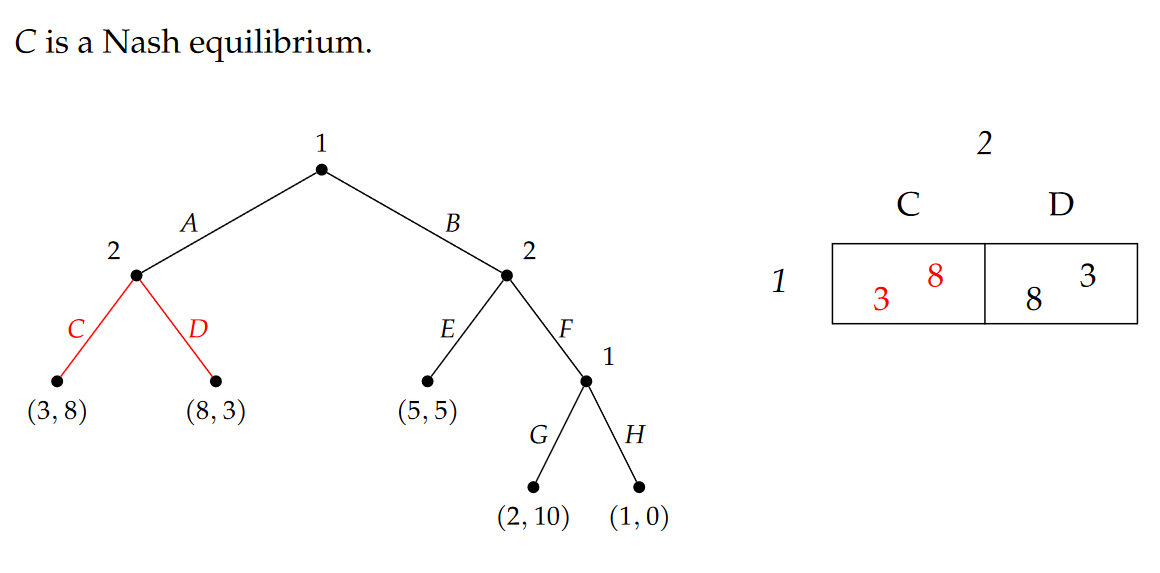 C is a Nash equilibrium.
1
A B
2 2
C D E F
1
(3, 8) (8, 3) (5, 5)
G H
(2, 10) (1, 0)
2
C D
1 3 8 8 3